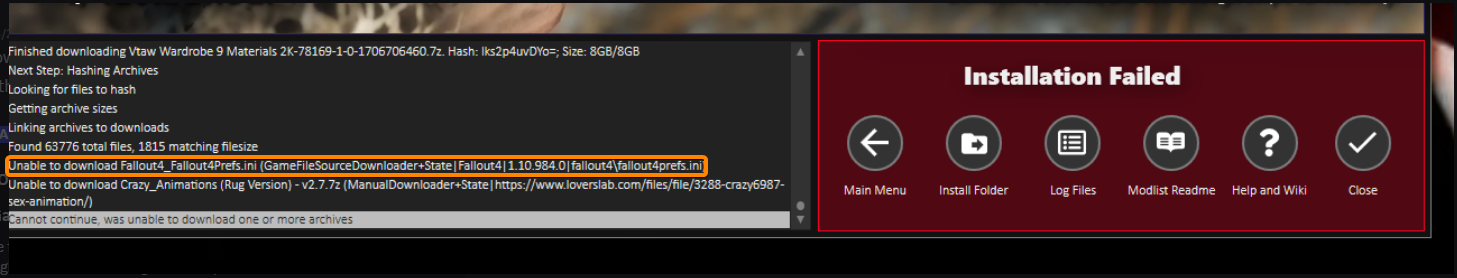 Finished downloading Vtaw Wardrobe 9 Materials 2K-78169-1-0-1706706460.7z. Hash: Iks2p4uvDYo=; Size: 8GB/8GB
Next Step: Hashing Archives
Looking for files to hash
Getting archive sizes
Linking archives to downloads
Found 63776 total files, 1815 matching filesize
Unable to download Fallout4_Fallout4Prefs.ini (GameFileSourceDownloader+State|Fallout4|1.10.984.0|fallout4\fallout4prefs.ini)
Unable to download Crazy_Animations (Rug Version) - v2.7.7z (ManualDownloader+State|https://www.loverslab.com/files/file/3288-crazy6987-
sex-animation/)
Cannot continue, was unable to download one or more archives
Installation Failed
Main Menu
Install Folder
Log Files
Modlist Readme
Help and Wiki
Close